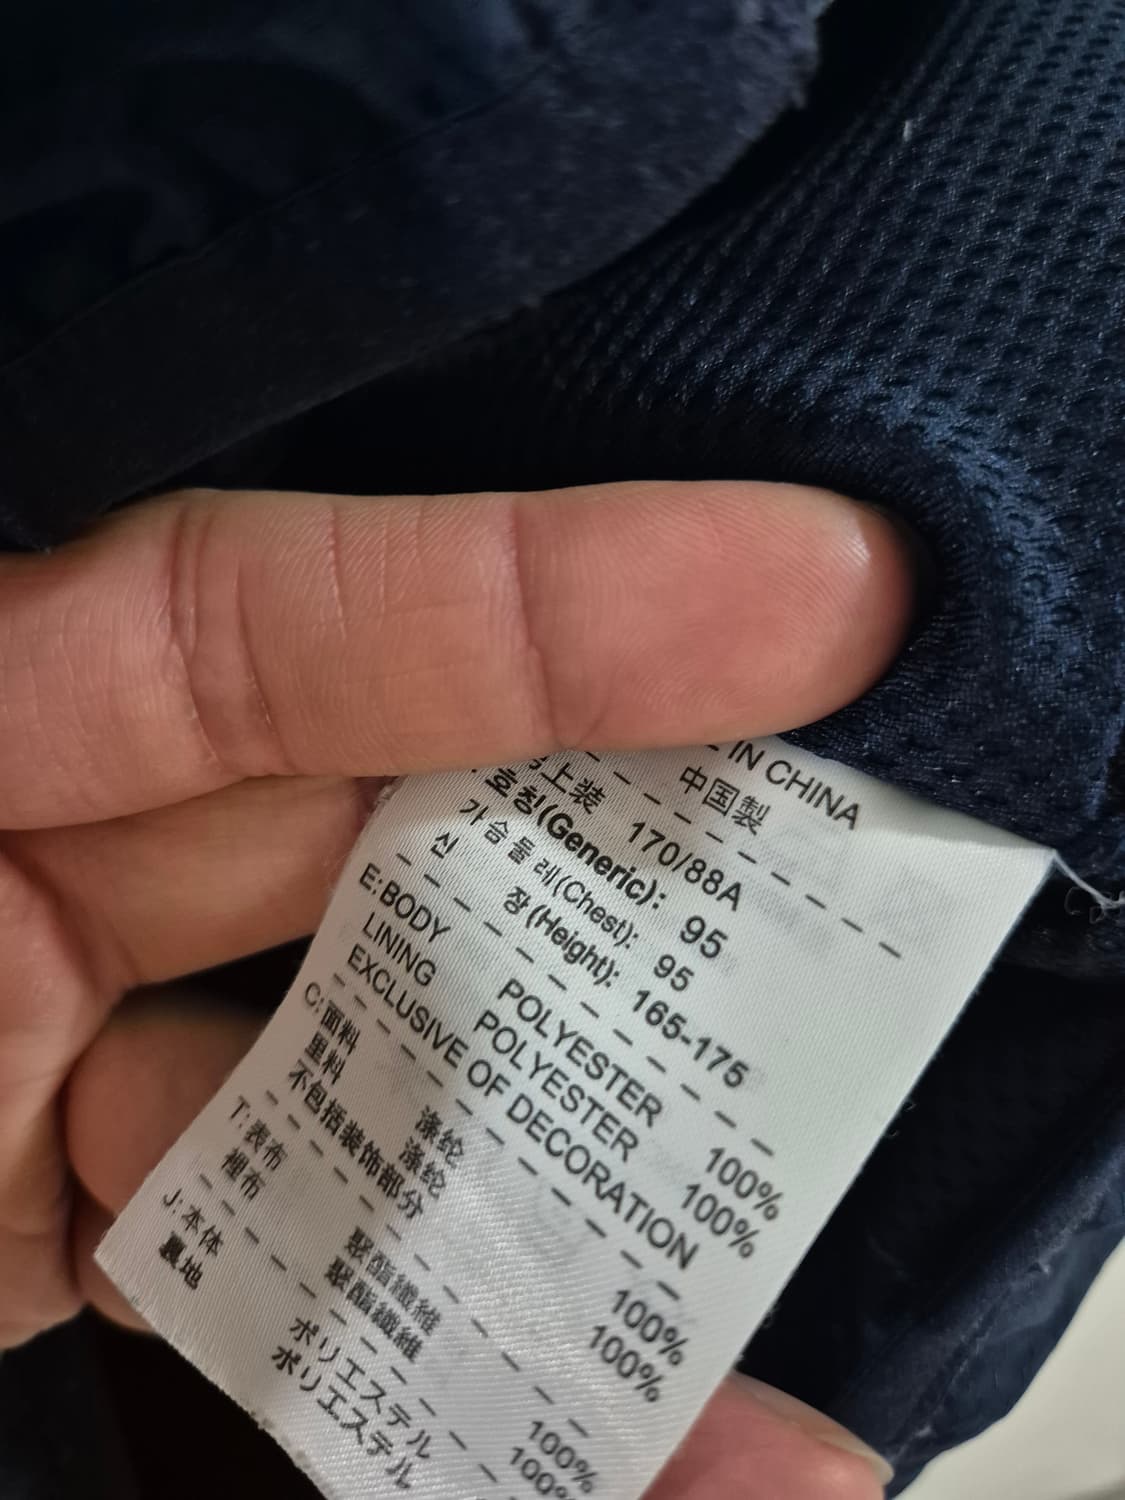 IN CHINA
中国製
上装 170/88A
호칭(Generic): 95
가슴둘레(Chest): 95
신 장(Height): 165-175
E:BODY POLYESTER 100%
LINING POLYESTER 100%
EXCLUSIVE OF DECORATION
C:面料 涤纶 100%
里料 涤纶 100%
不包括装饰部分
T:表布 聚酯纖維 100%
裡布 聚酯纖維 100%
J:本体 ポリエステル
裏地 ポリエステル